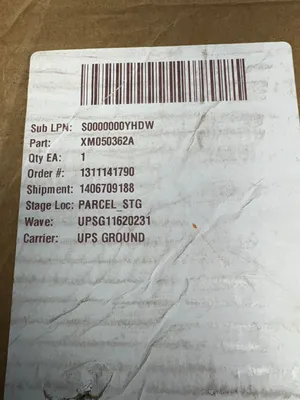 Sub LPN: S0000000YHDW
Part: XM050362A
Qty EA: 1
Order #: 1311141790
Shipment: 1406709188
Stage Loc: PARCEL_STG
Wave: UPSG11620231
Carrier: UPS GROUND